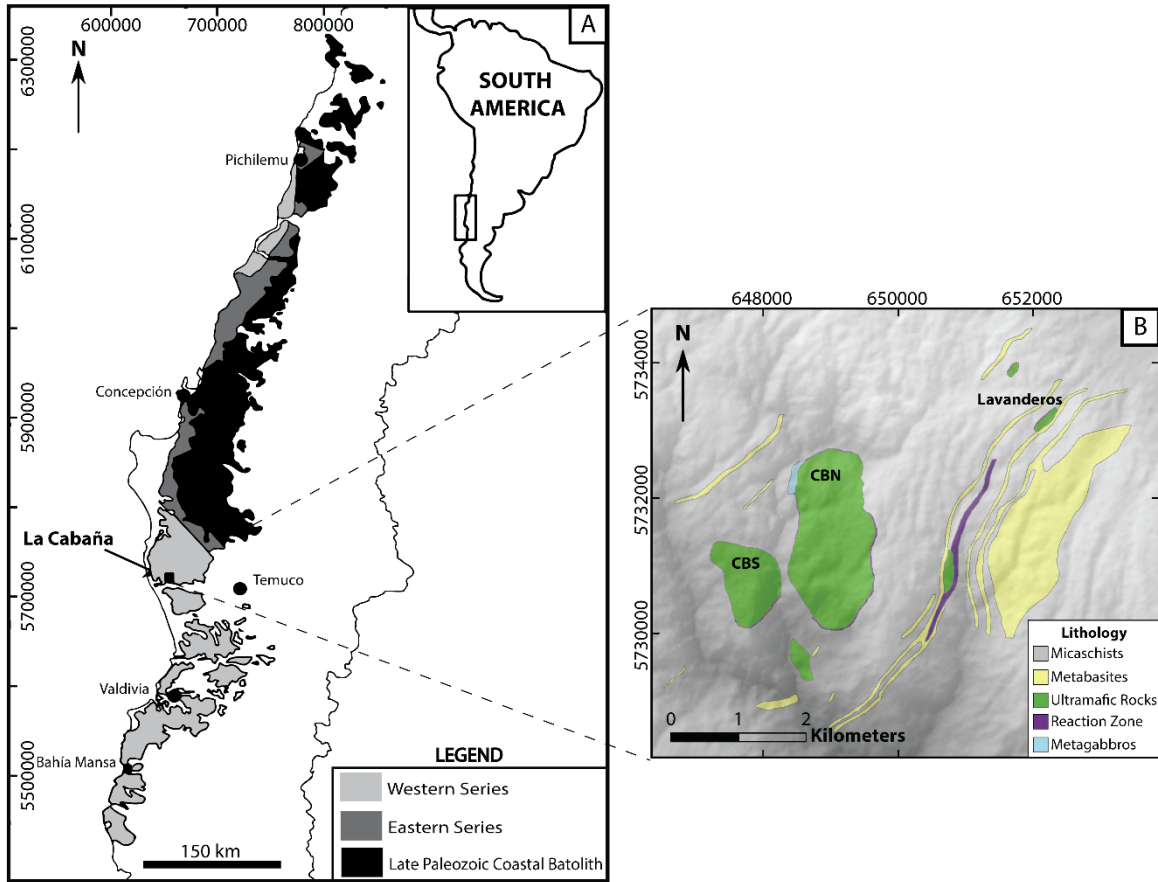 600000 700000 800000
A
N
6300000
SOUTH
AMERICA
Pichilemu
6100000
Concepción
5900000
La Cabaña
Temuco
5700000
Valdivia
Bahía Mansa
5500000
LEGEND
Western Series
Eastern Series
Late Paleozoic Coastal Batolith
150 km
648000 650000 652000
B
N
5734000
Lavanderos
CBN
5732000
CBS
5730000
Lithology
Micaschists
Metabasites
Ultramafic Rocks
Reaction Zone
Metagabbros
0 1 2
Kilometers